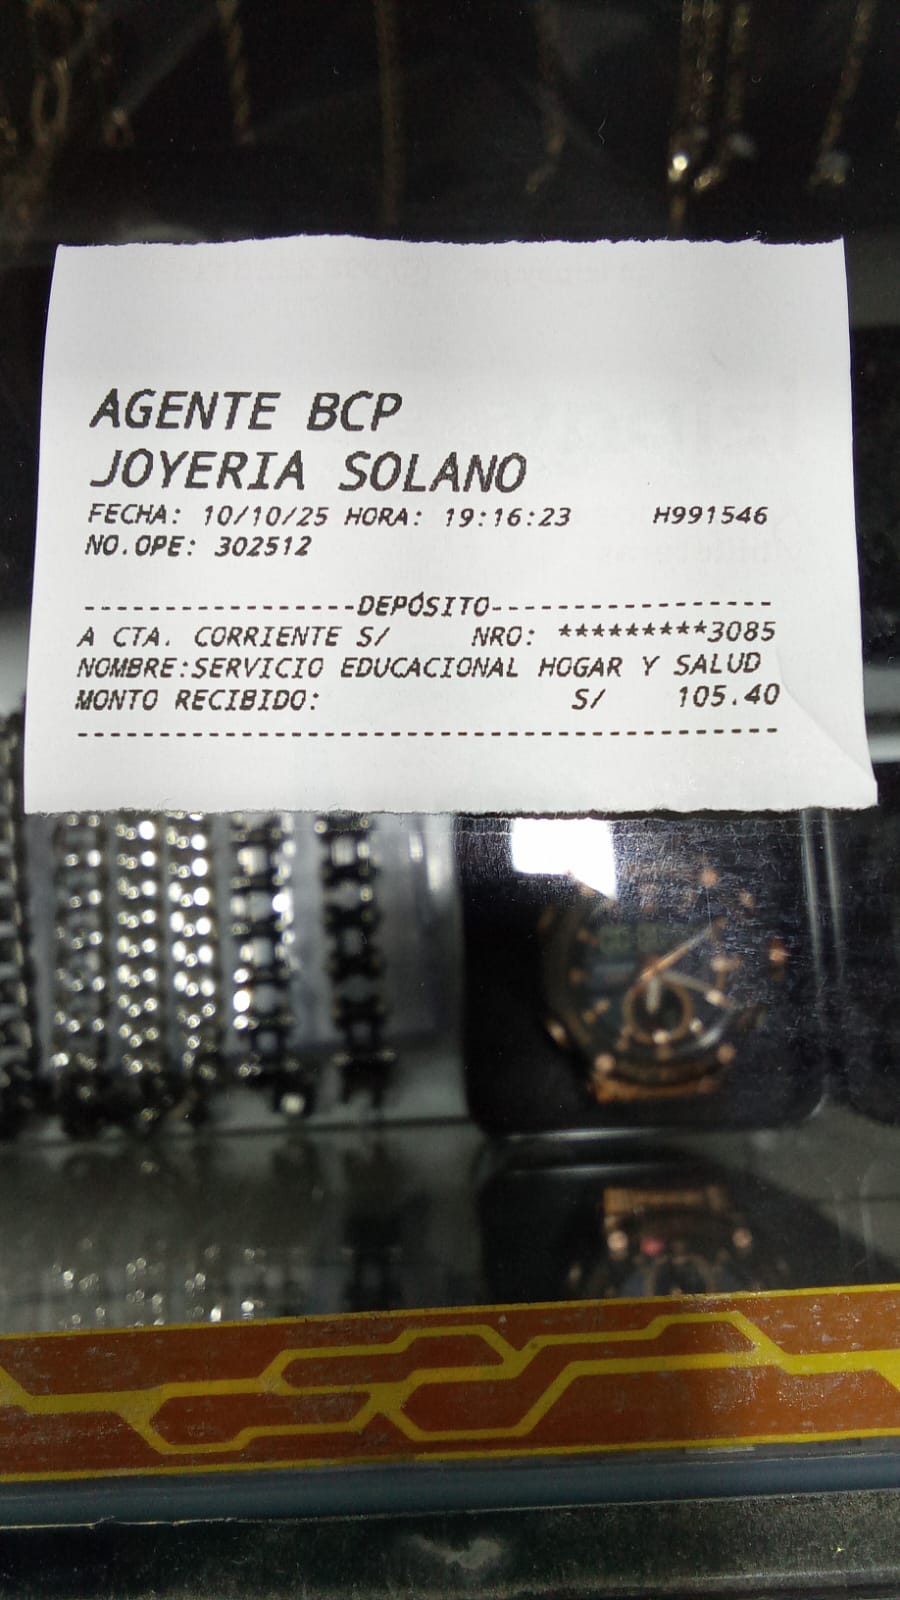 AGENTE BCP
JOYERIA SOLANO
FECHA: 10/10/25 HORA: 19:16:23 H991546
NO.OPE: 302512
-----------------DEPÓSITO-----------------
A CTA. CORRIENTE S/ NRO: *********3085
NOMBRE:SERVICIO EDUCACIONAL HOGAR Y SALUD
MONTO RECIBIDO: S/ 105.40
-------------------------------------------